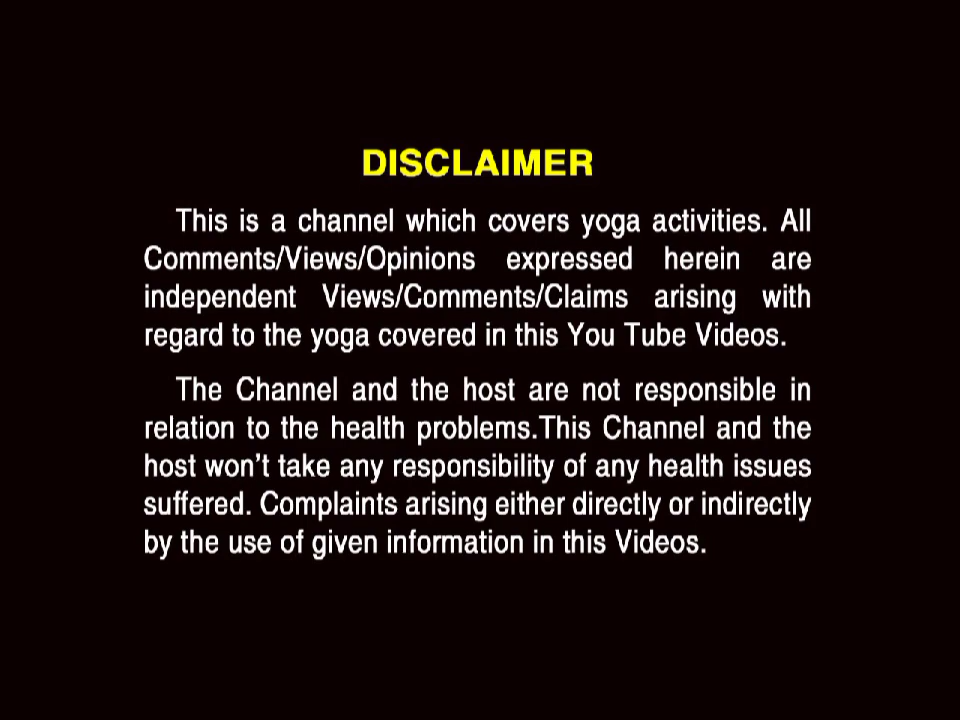 DISCLAIMER
This is a channel which covers yoga activities. All
Comments/Views/Opinions expressed herein are
independent Views/Comments/Claims arising with
regard to the yoga covered in this You Tube Videos.
The Channel and the host are not responsible in
relation to the health problems.This Channel and the
host won't take any responsibility of any health issues
suffered. Complaints arising either directly or indirectly
by the use of given information in this Videos.